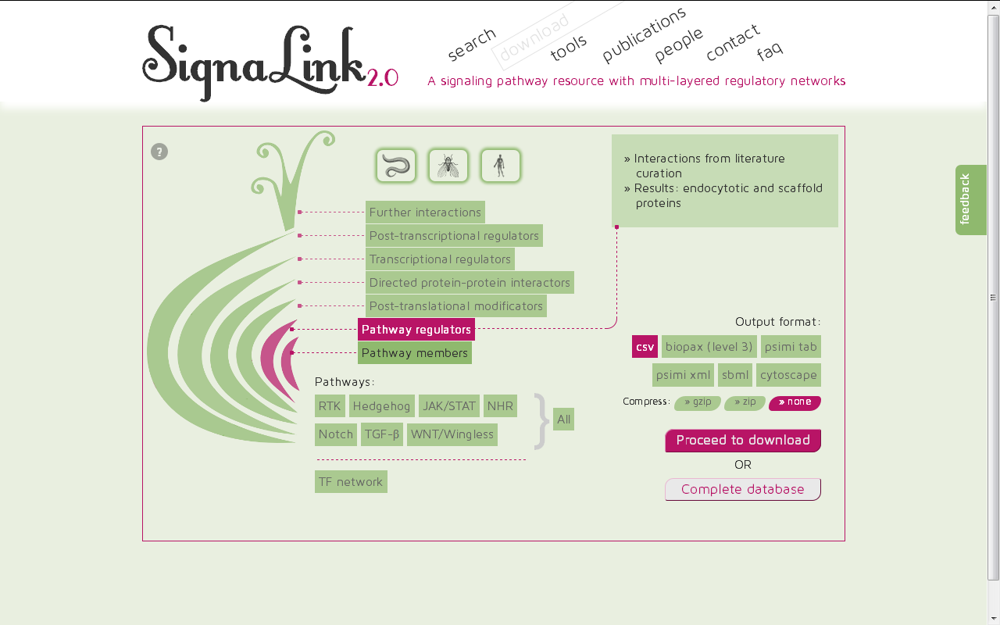 SignaLink 2.0
search
download
tools
publications
people
contact
faq
A signaling pathway resource with multi-layered regulatory networks
?
» Interactions from literature
curation
» Results: endocytotic and scaffold
proteins
feedback
Further interactions
Post-transcriptional regulators
Transcriptional regulators
Directed protein-protein interactors
Post-translational modificators
Pathway regulators
Pathway members
Pathways:
RTK Hedgehog JAK/STAT NHR
Notch TGF-β WNT/Wingless
} All
TF network
Output format:
csv biopax (level 3) psimi tab
psimi xml sbml cytoscape
Compress: » gzip » zip » none
Proceed to download
OR
Complete database